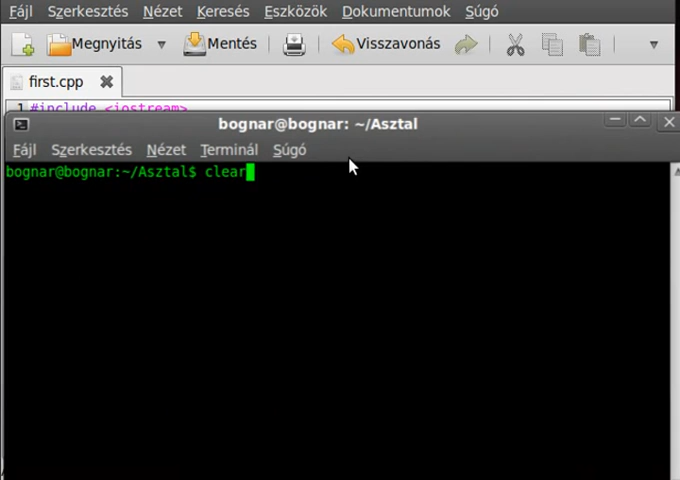 Fájl Szerkesztés Nézet Keresés Eszközök Dokumentumok Súgó
Megnyitás Mentés Visszavonás
first.cpp
1 #include <iostream>
bognar@bognar: ~/Asztal
Fájl Szerkesztés Nézet Terminál Súgó
bognar@bognar:~/Asztal$ clear